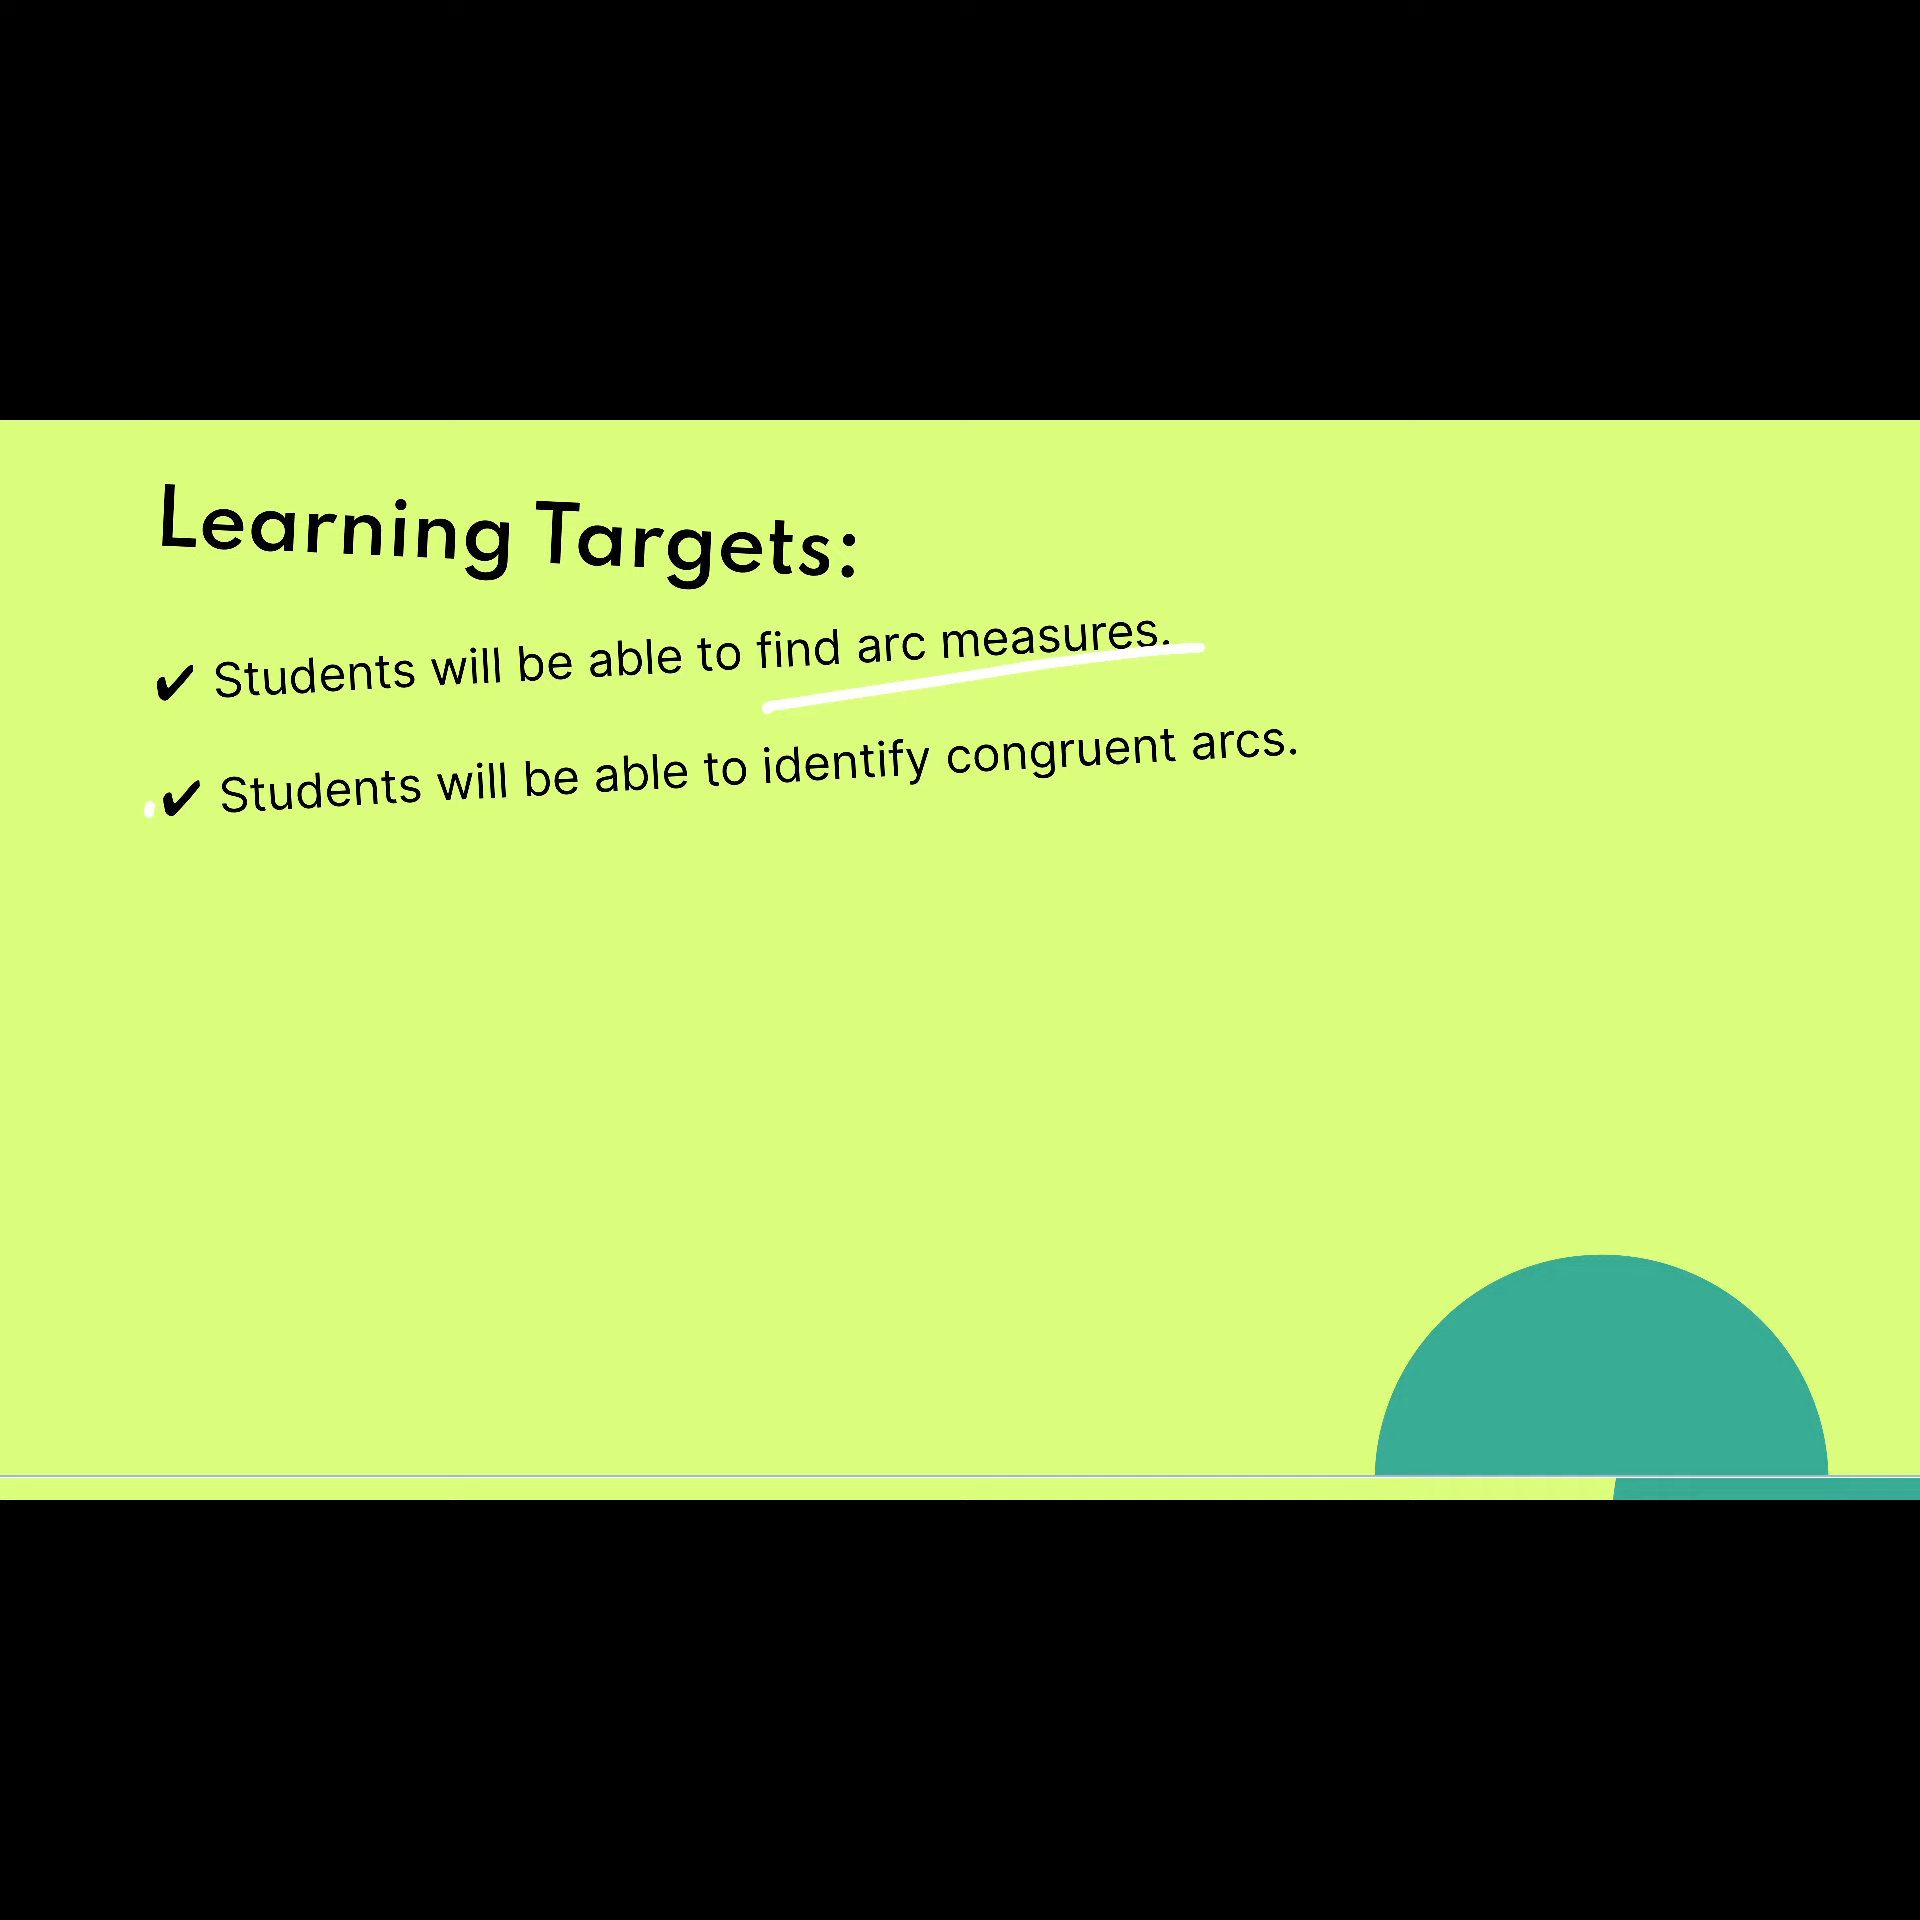 Learning Targets:
✔ Students will be able to find arc measures.
✔ Students will be able to identify congruent arcs.